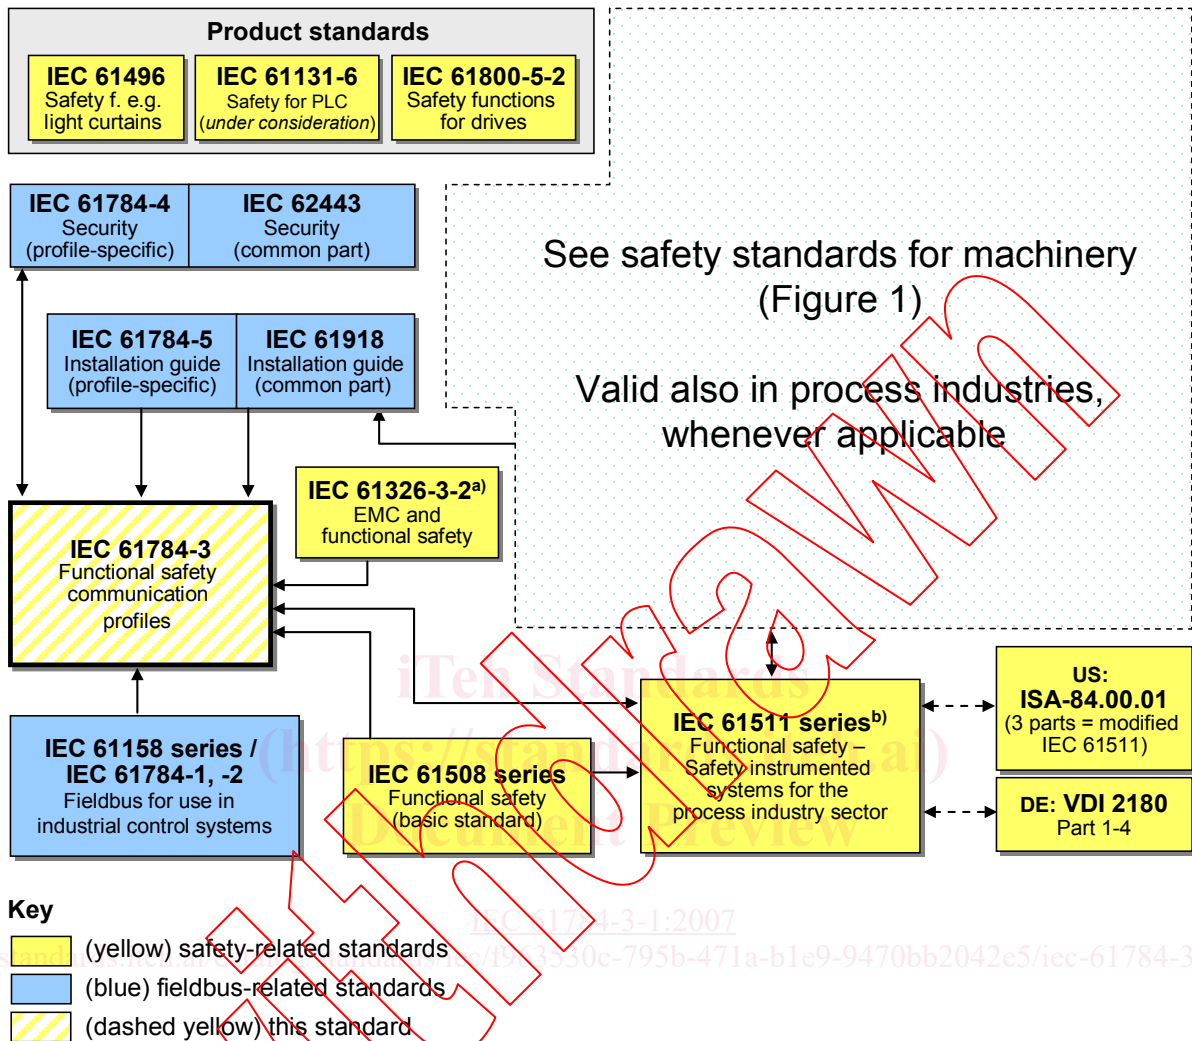 Product standards
IEC 61496
Safety f. e.g.
light curtains
IEC 61131-6
Safety for PLC
(under consideration)
IEC 61800-5-2
Safety functions
for drives
IEC 61784-4
Security
(profile-specific)
IEC 62443
Security
(common part)
See safety standards for machinery
(Figure 1)
Valid also in process industries,
whenever applicable
IEC 61784-5
Installation guide
(profile-specific)
IEC 61918
Installation guide
(common part)
IEC 61326-3-2a)
EMC and
functional safety
IEC 61784-3
Functional safety
communication
profiles
IEC 61158 series /
IEC 61784-1, -2
Fieldbus for use in
industrial control systems
IEC 61508 series
Functional safety
(basic standard)
IEC 61511 series b)
Functional safety –
Safety instrumented
systems for the
process industry sector
US:
ISA-84.00.01
(3 parts = modified
IEC 61511)
DE: VDI 2180
Part 1-4
iTeh Standards
(https://standards.iteh.ai)
Document Preview
Withdrawn
IEC 61784-3-1:2007
Key
(yellow) safety-related standards
(blue) fieldbus-related standards
(dashed yellow) this standard